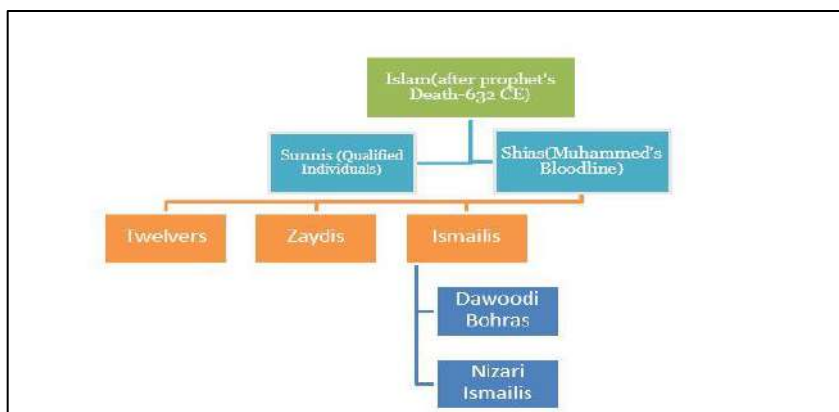 Islam(after prophet's
Death-632 CE)
Sunnis (Qualified
Individuals)
Shias(Muhammed's
Bloodline)
Twelvers
Zaydis
Ismailis
Dawoodi
Bohras
Nizari
Ismailis